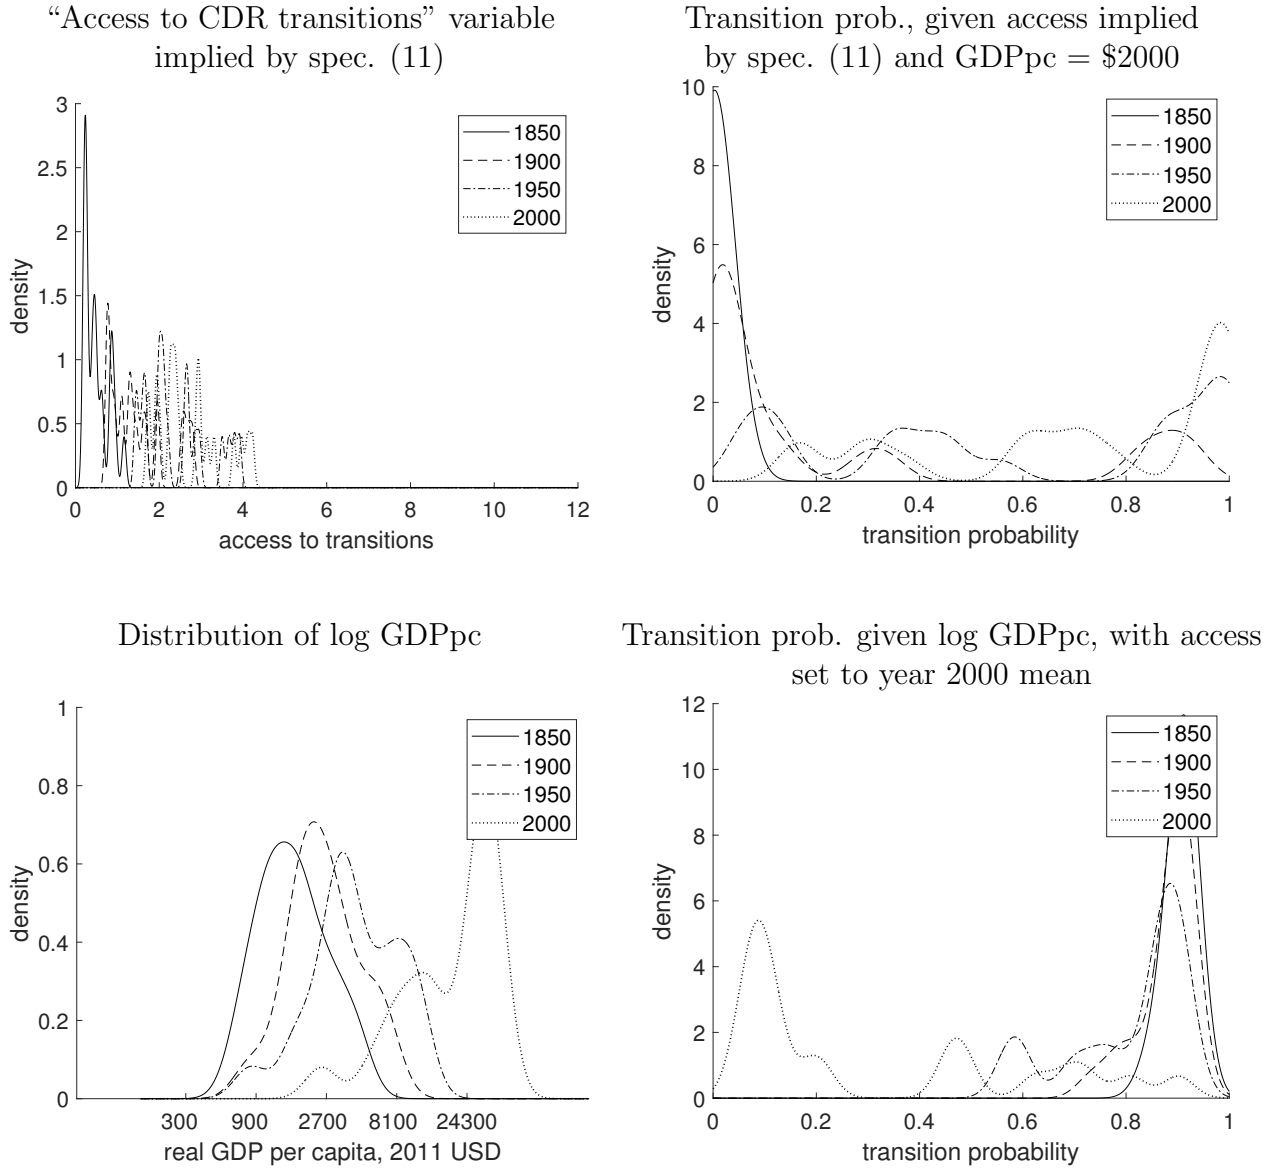 “Access to CDR transitions” variable
implied by spec. (11)
3
2.5
2
1.5
1
0.5
0
density
1850
1900
1950
2000
0 2 4 6 8 10 12
access to transitions
Transition prob., given access implied
by spec. (11) and GDPpc = $2000
10
8
6
4
2
0
density
1850
1900
1950
2000
0 0.2 0.4 0.6 0.8 1
transition probability
Distribution of log GDPpc
1
0.8
0.6
0.4
0.2
0
density
1850
1900
1950
2000
300 900 2700 8100 24300
real GDP per capita, 2011 USD
Transition prob. given log GDPpc, with access
set to year 2000 mean
12
10
8
6
4
2
0
density
1850
1900
1950
2000
0 0.2 0.4 0.6 0.8 1
transition probability